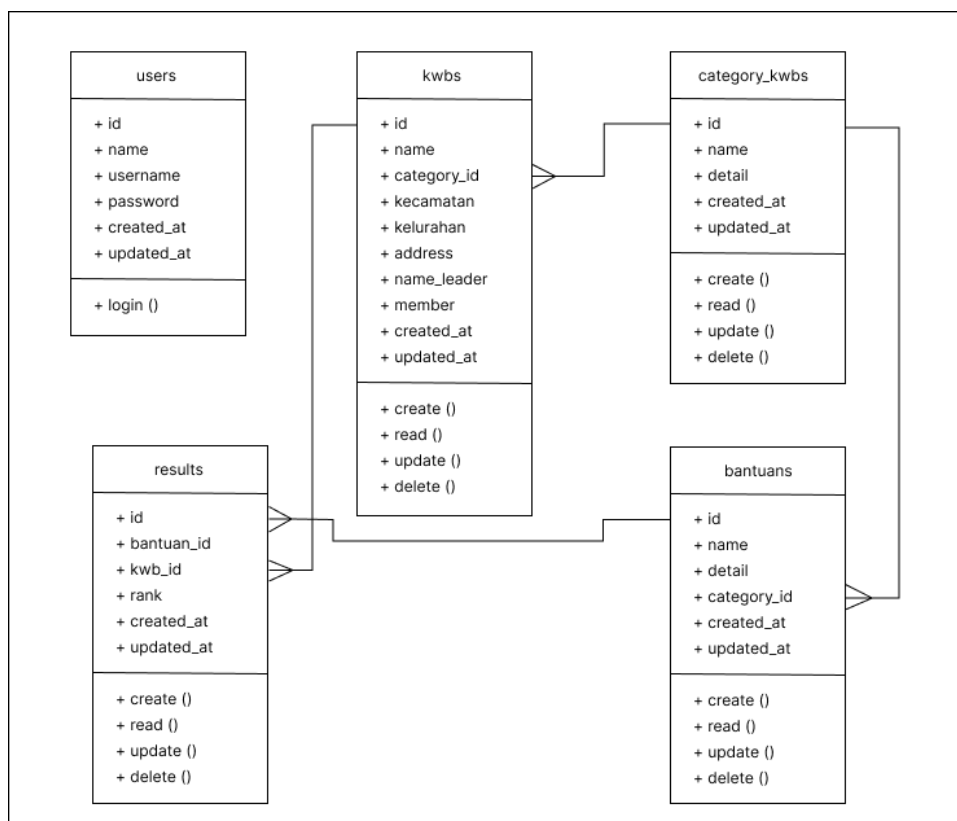 users
+ id
+ name
+ username
+ password
+ created_at
+ updated_at
+ login ()
kwbs
+ id
+ name
+ category_id
+ kecamatan
+ kelurahan
+ address
+ name_leader
+ member
+ created_at
+ updated_at
+ create ()
+ read ()
+ update ()
+ delete ()
category_kwbs
+ id
+ name
+ detail
+ created_at
+ updated_at
+ create ()
+ read ()
+ update ()
+ delete ()
results
+ id
+ bantuan_id
+ kwb_id
+ rank
+ created_at
+ updated_at
+ create ()
+ read ()
+ update ()
+ delete ()
bantuans
+ id
+ name
+ detail
+ category_id
+ created_at
+ updated_at
+ create ()
+ read ()
+ update ()
+ delete ()